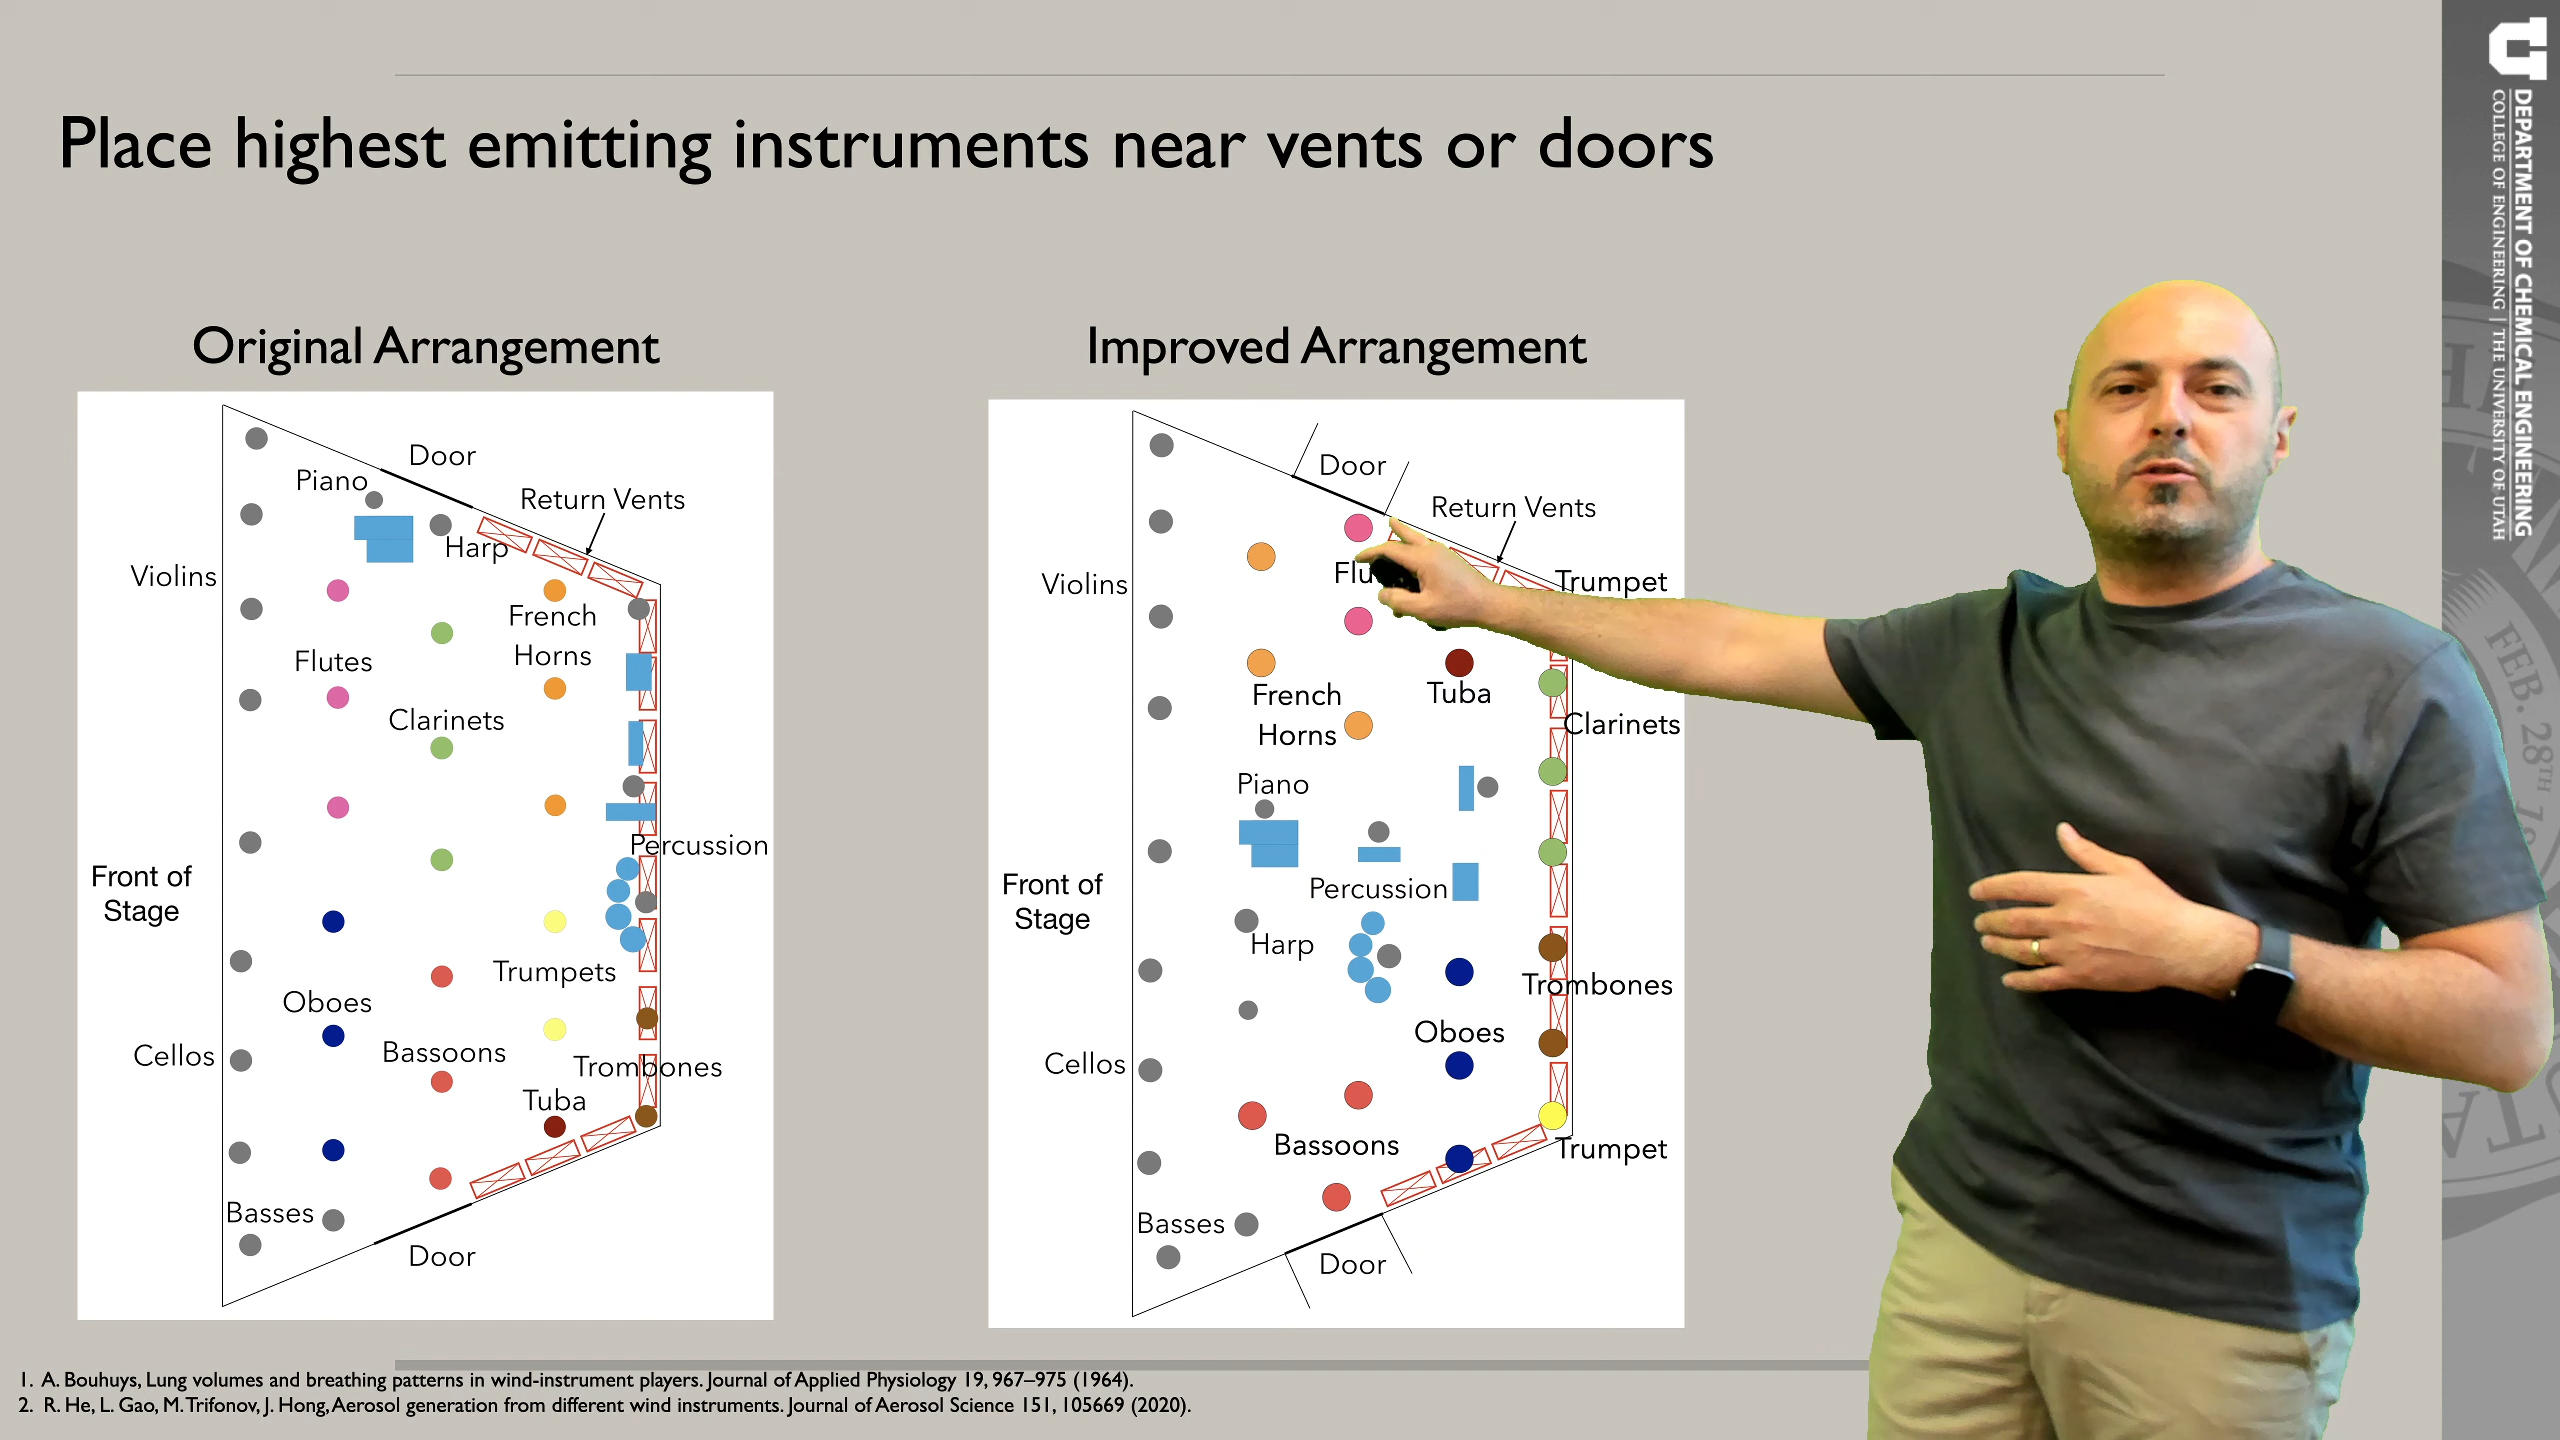 Place highest emitting instruments near vents or doors
Original Arrangement
Door
Piano
Return Vents
Harp
Violins
French
Horns
Flutes
Clarinets
Percussion
Front of
Stage
Trumpets
Oboes
Bassoons
Cellos
Trombones
Tuba
Basses
Door
Improved Arrangement
Door
Return Vents
Trumpet
Violins
French
Horns
Tuba
Clarinets
Piano
Front of
Stage
Percussion
Harp
Trombones
Oboes
Cellos
Bassoons
Trumpet
Basses
Door
1. A. Bouhuys, Lung volumes and breathing patterns in wind-instrument players. Journal of Applied Physiology 19, 967–975 (1964).
2. R. He, L. Gao, M. Trifonov, J. Hong, Aerosol generation from different wind instruments. Journal of Aerosol Science 151, 105669 (2020).
DEPARTMENT OF CHEMICAL ENGINEERING
COLLEGE OF ENGINEERING | THE UNIVERSITY OF UTAH
FEB. 28TH